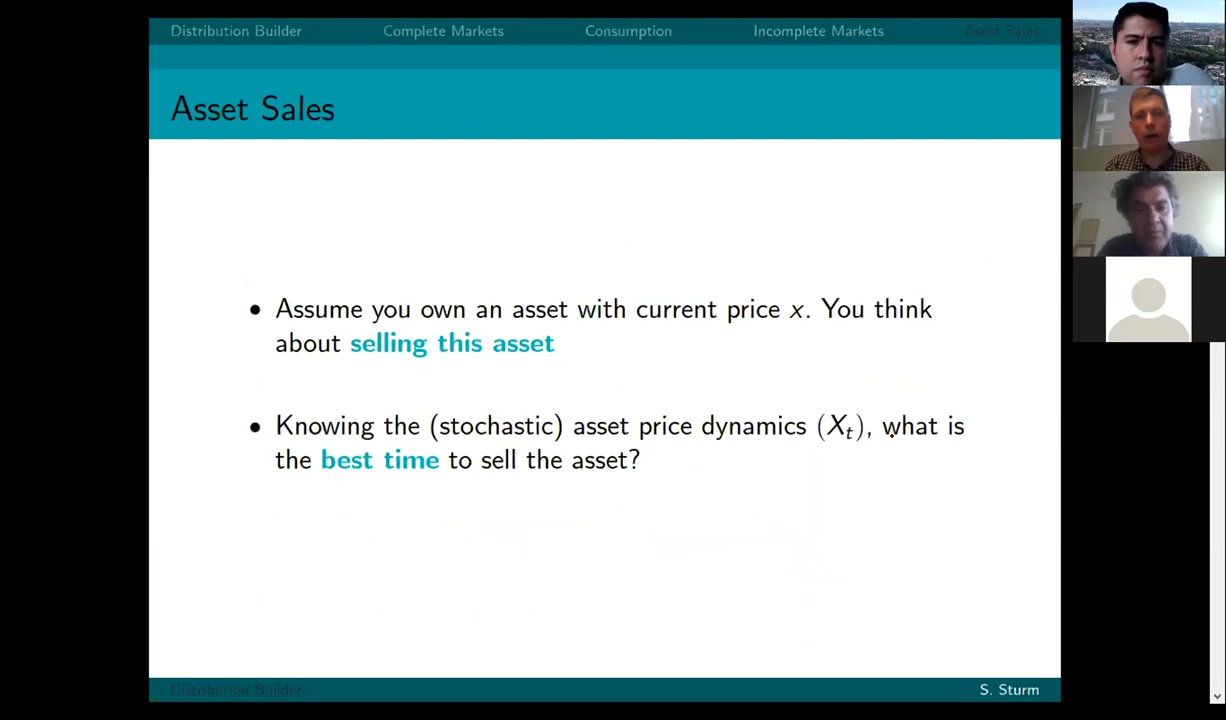 Distribution Builder Complete Markets Consumption Incomplete Markets Asset Sales
Asset Sales
• Assume you own an asset with current price x. You think
about selling this asset
• Knowing the (stochastic) asset price dynamics (Xₜ), what is
the best time to sell the asset?
Distribution Builder S. Sturm